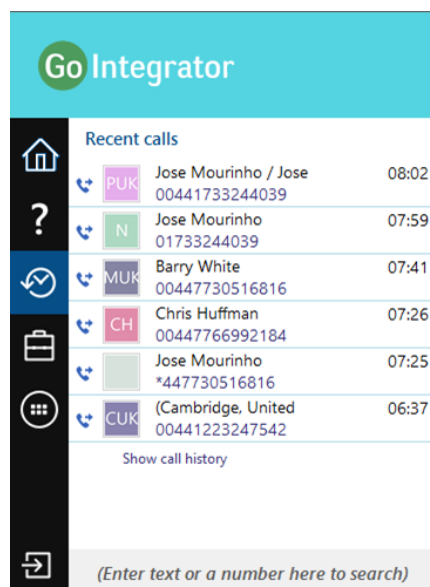 Go Integrator
Recent calls
PUK Jose Mourinho / Jose 08:02
00441733244039
N Jose Mourinho 07:59
01733244039
MUK Barry White 07:41
00447730516816
CH Chris Huffman 07:26
00447766992184
Jose Mourinho 07:25
*447730516816
CUK (Cambridge, United 06:37
00441223247542
Show call history
?
(Enter text or a number here to search)